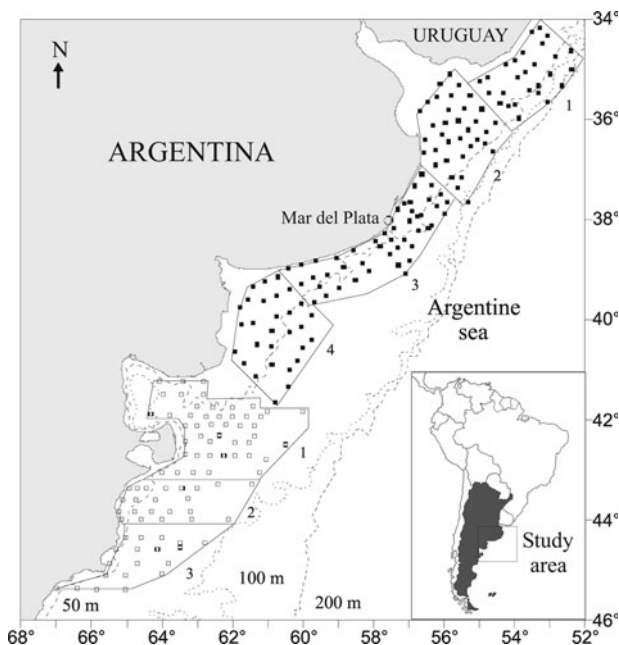 34°
URUGUAY
N
1
36°
ARGENTINA
2
Mar del Plata
38°
3
Argentine
sea
40°
4
42°
1
2
44°
Study
area
3
100 m
50 m
200 m
46°
68° 66° 64° 62° 60° 58° 56° 54° 52°